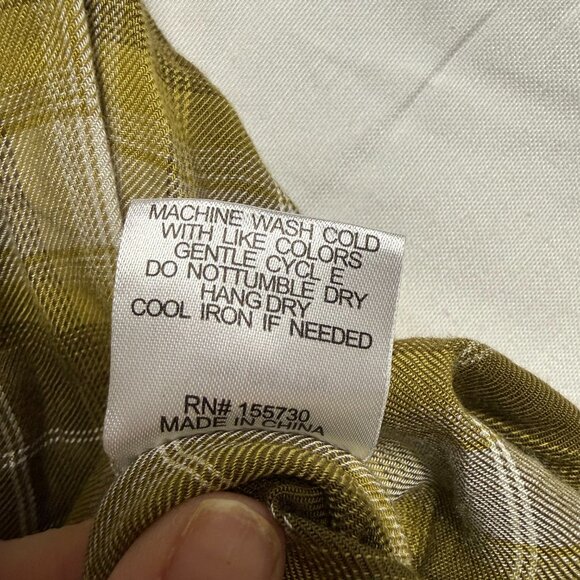 MACHINE WASH COLD
WITH LIKE COLORS
GENTLE CYCL E
DO NOTTUMBLE DRY
HANG DRY
COOL IRON IF NEEDED
RN# 155730
MADE IN CHINA